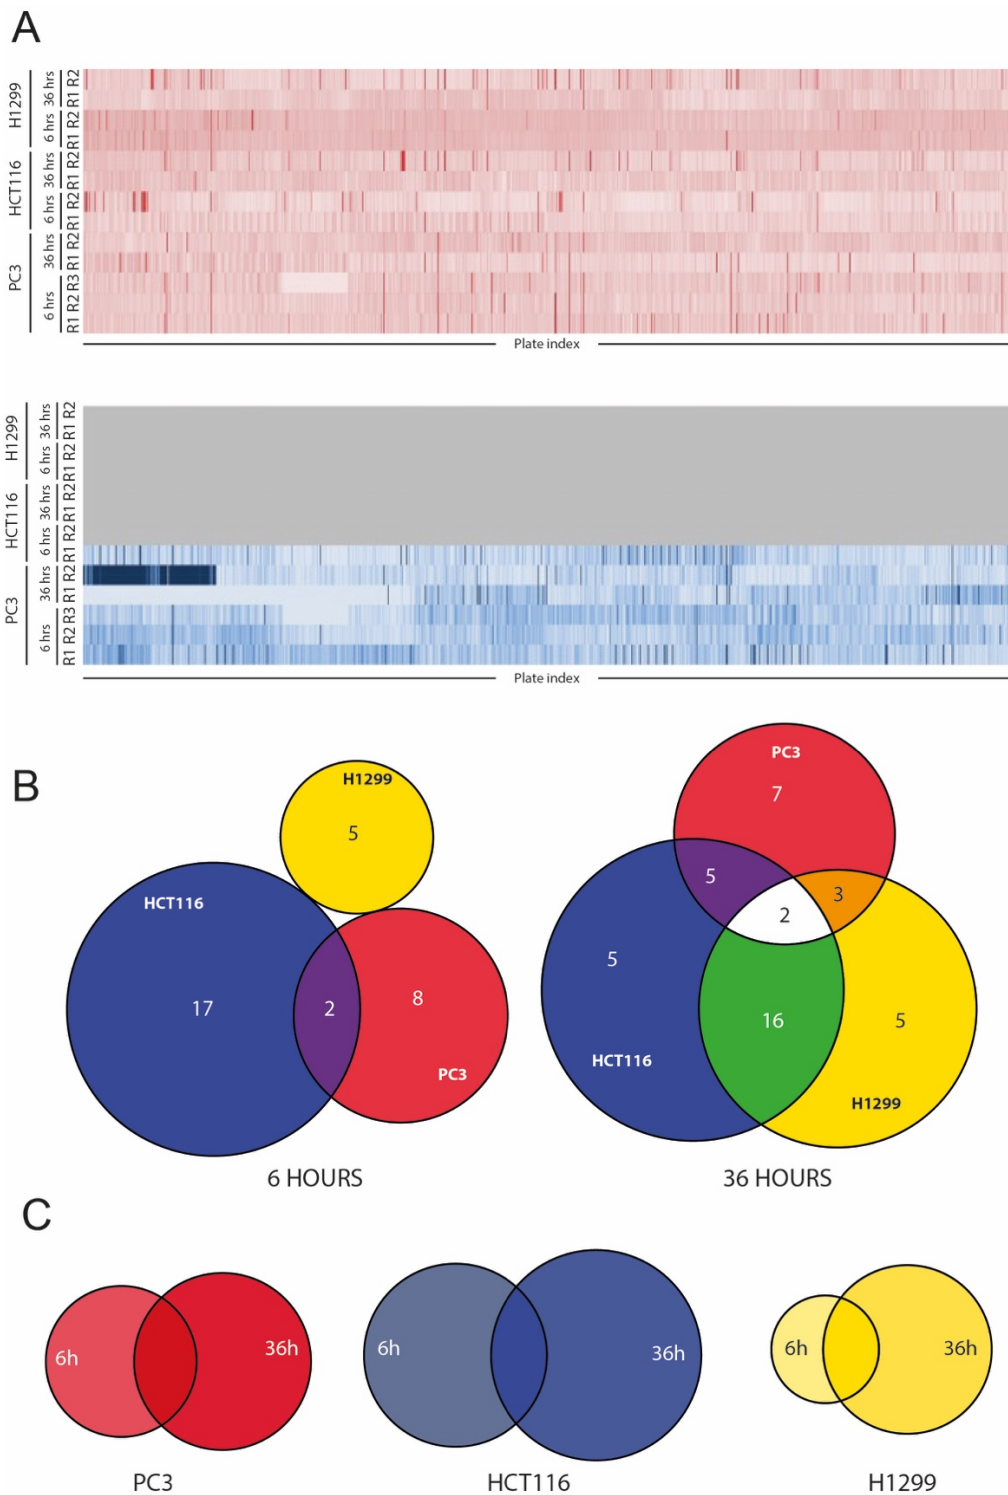 A
H1299
36 hrs
R1 R2
6 hrs
R1 R2
HCT116
36 hrs
R1 R2
6 hrs
R1 R2
PC3
36 hrs
R1 R2
6 hrs
R1 R2 R3
Plate index
H1299
36 hrs
R1 R2
6 hrs
R1 R2
HCT116
36 hrs
R1 R2
6 hrs
R1 R2
PC3
36 hrs
R1 R2
6 hrs
R1 R2 R3
Plate index
B
H1299
5
HCT116
17
2
8
PC3
6 HOURS
PC3
7
5
3
2
5
16
5
HCT116
H1299
36 HOURS
C
6h
36h
PC3
6h
36h
HCT116
6h
36h
H1299